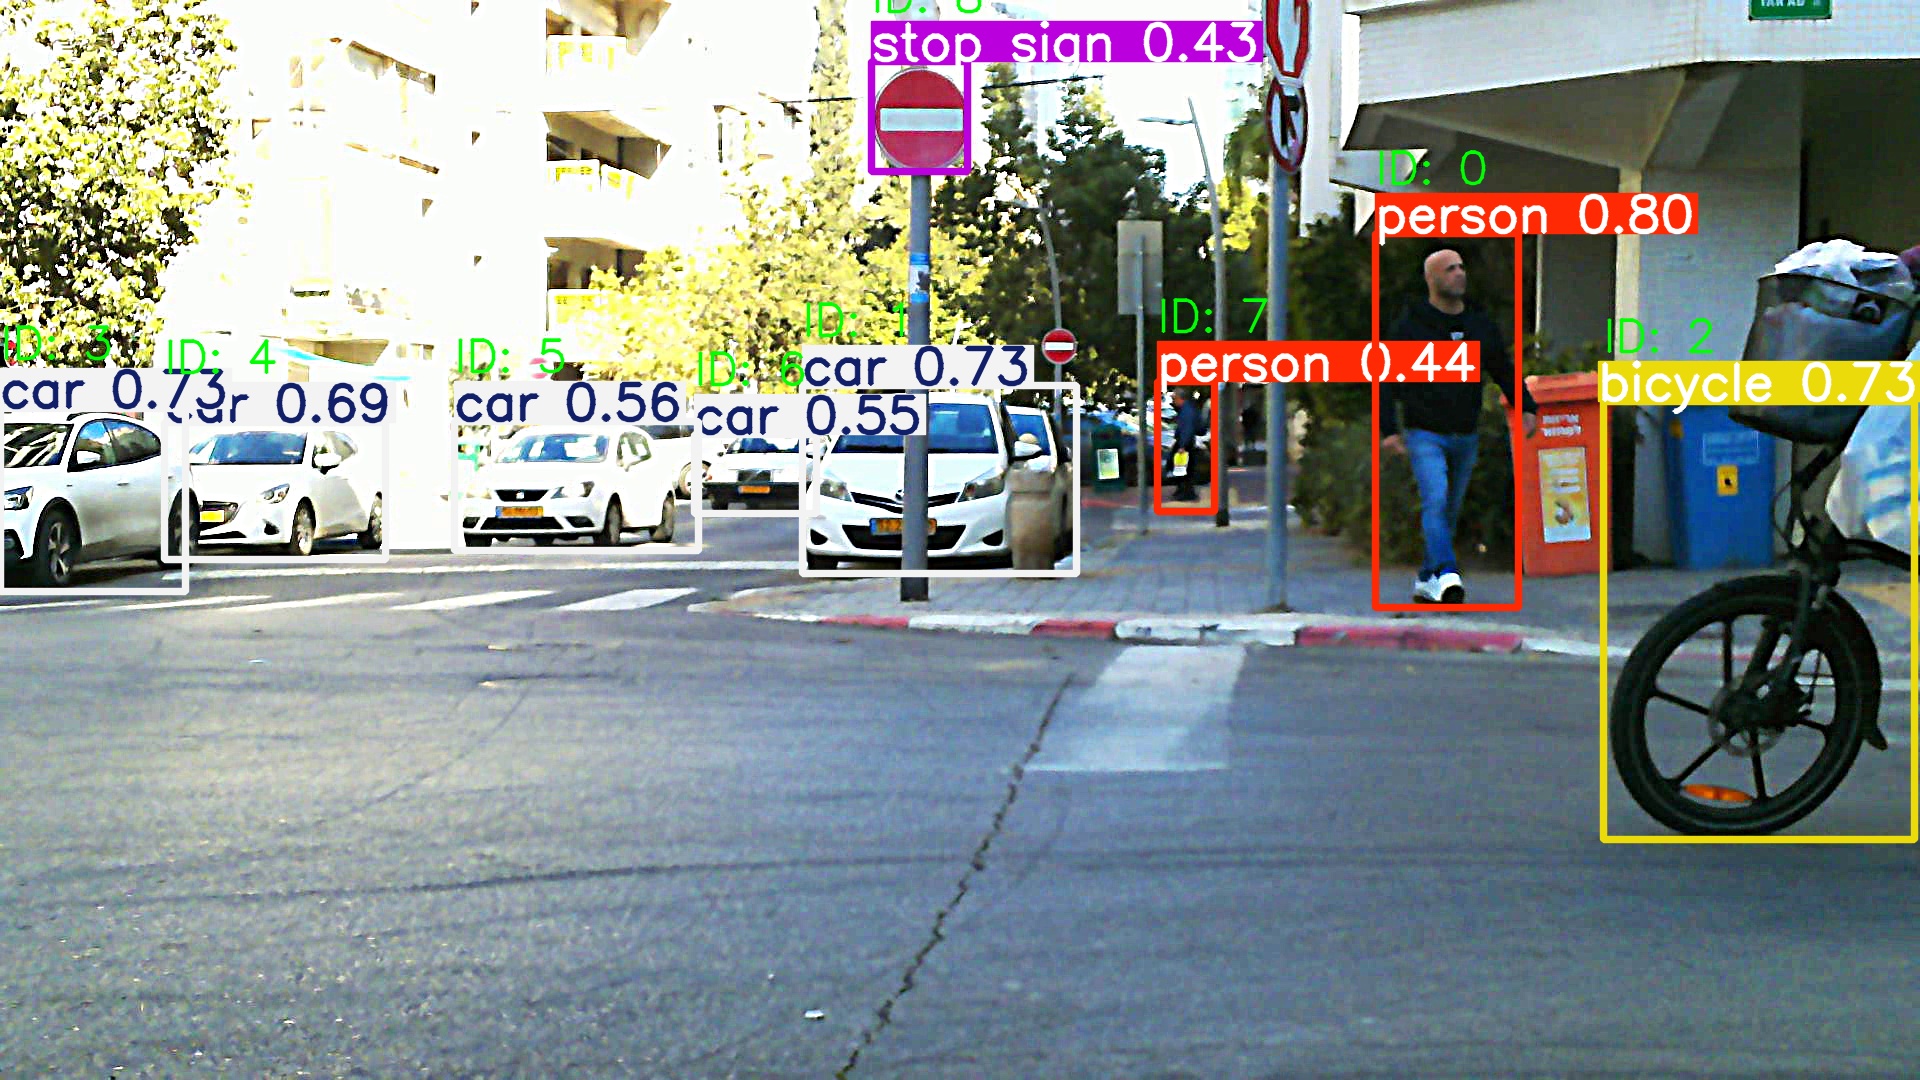 ID: 8
stop sign 0.43
ID: 0
person 0.80
ID: 3
car 0.73
ID: 4
car 0.69
ID: 5
car 0.56
ID: 6
car 0.55
ID: 1
car 0.73
ID: 7
person 0.44
ID: 2
bicycle 0.73